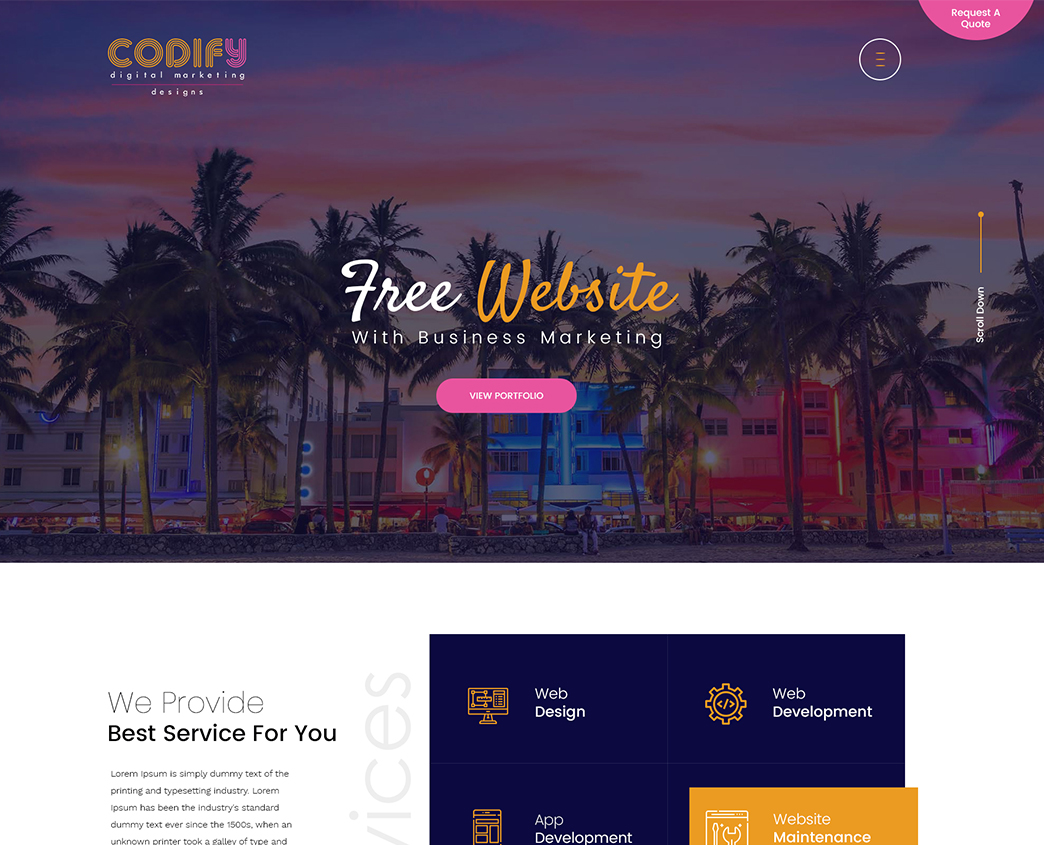 Request A
Quote
CODIFY
digital marketing
designs
Free Website
With Business Marketing
VIEW PORTFOLIO
Scroll Down
We Provide
Best Service For You
Lorem Ipsum is simply dummy text of the
printing and typesetting industry. Lorem
Ipsum has been the industry's standard
dummy text ever since the 1500s, when an
unknown printer took a galley of type and
vices
Web
Design
Web
Development
App
Development
Website
Maintenance